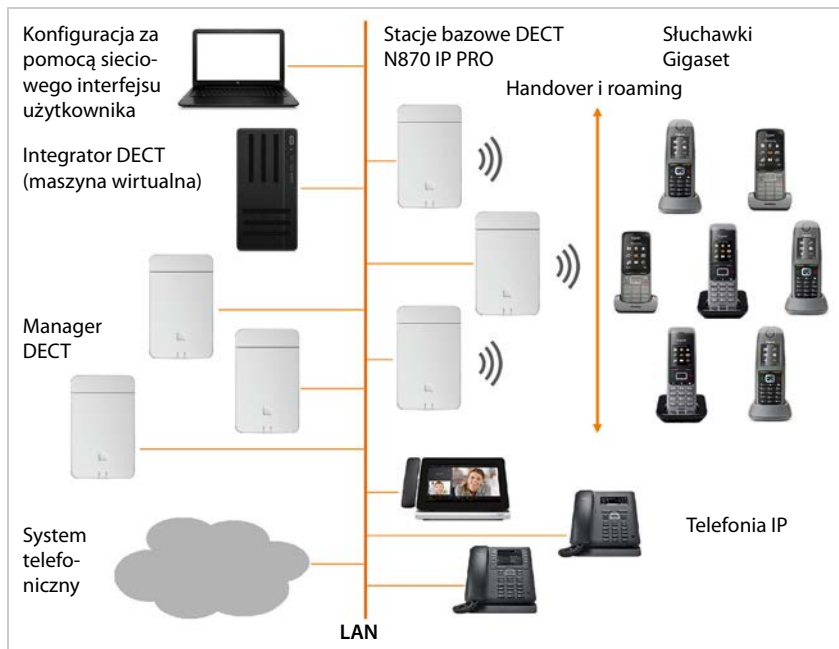 Konfiguracja za
pomocą siecio-
wego interfejsu
użytkownika
Integrator DECT
(maszyna wirtualna)
Manager
DECT
System
telefo-
niczny
Stacje bazowe DECT
N870 IP PRO
Słuchawki
Gigaset
Handover i roaming
Telefonia IP
LAN